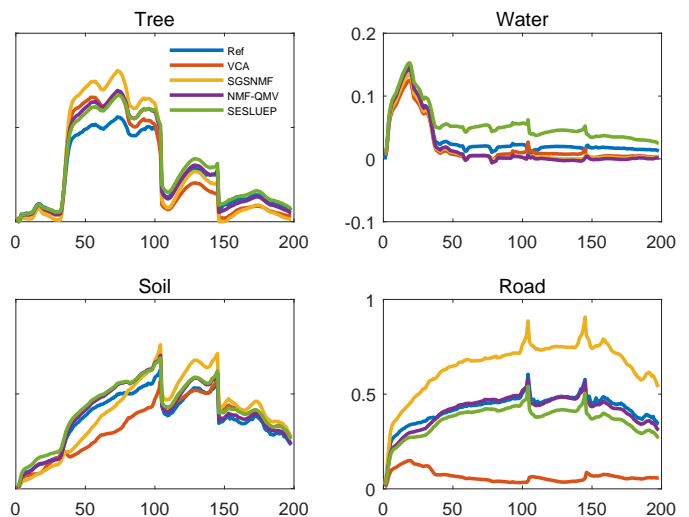 Tree
Ref
VCA
SGSNMF
NMF-QMV
SESLUEP
0 50 100 150 200
Water
0.2
0.1
0
-0.1
0 50 100 150 200
Soil
0 50 100 150 200
Road
1
0.5
0
0 50 100 150 200